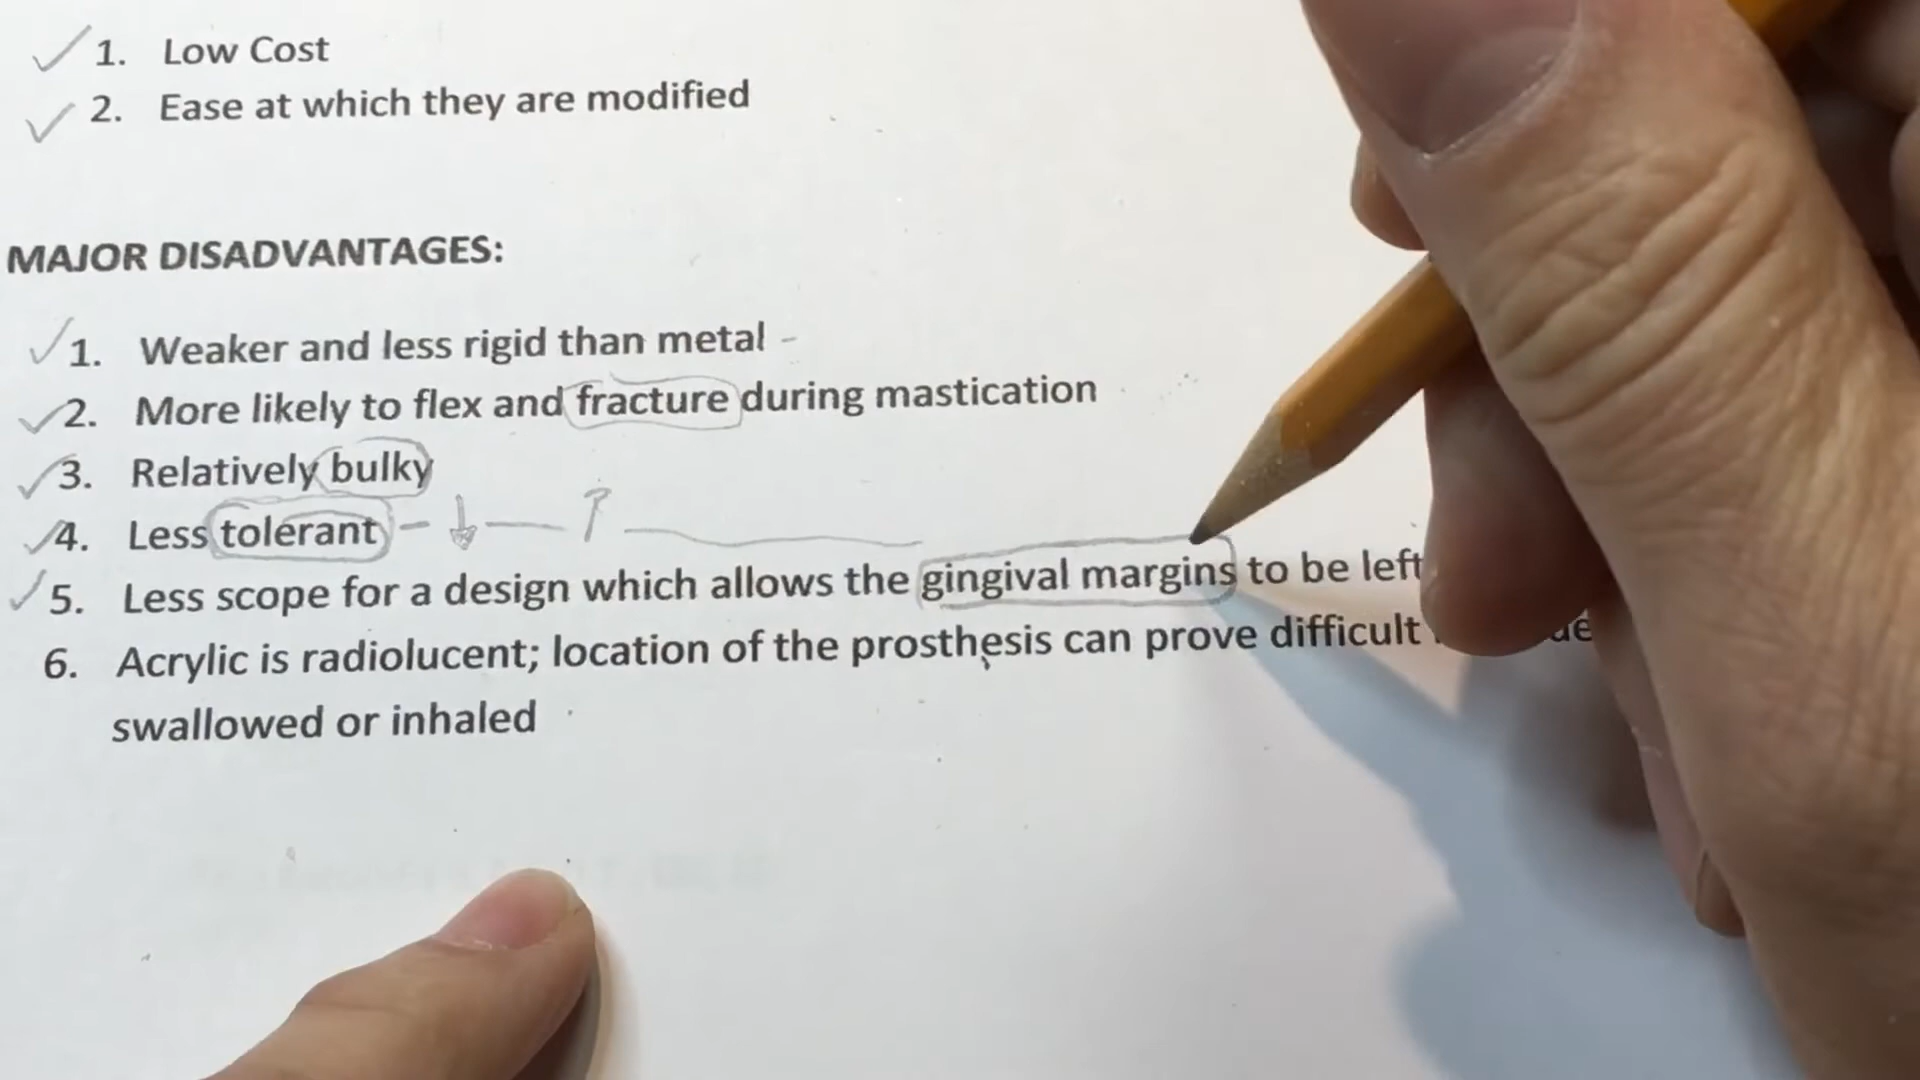 1. Low Cost
2. Ease at which they are modified
MAJOR DISADVANTAGES:
1. Weaker and less rigid than metal
2. More likely to flex and fracture during mastication
3. Relatively bulky
4. Less tolerant
5. Less scope for a design which allows the gingival margins to be left
6. Acrylic is radiolucent; location of the prosthesis can prove difficult
swallowed or inhaled